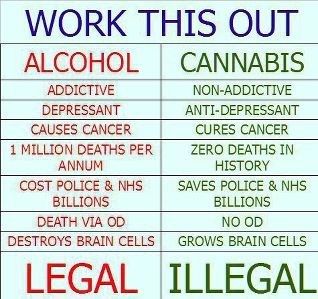 WORK THIS OUT
ALCOHOL CANNABIS
ADDICTIVE NON-ADDICTIVE
DEPRESSANT ANTI-DEPRESSANT
CAUSES CANCER CURES CANCER
1 MILLION DEATHS PER ANNUM ZERO DEATHS IN HISTORY
COST POLICE & NHS BILLIONS SAVES POLICE & NHS BILLIONS
DEATH VIA OD NO OD
DESTROYS BRAIN CELLS GROWS BRAIN CELLS
LEGAL ILLEGAL